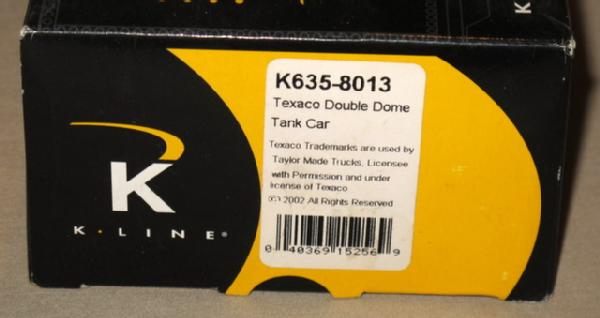 K
K635-8013
Texaco Double Dome
Tank Car
Texaco Trademarks are used by
Taylor Made Trucks, Licensee
with Permission and under
license of Texaco
(c) 2002 All Rights Reserved
0 40369 15256 9
K
K·LINE®